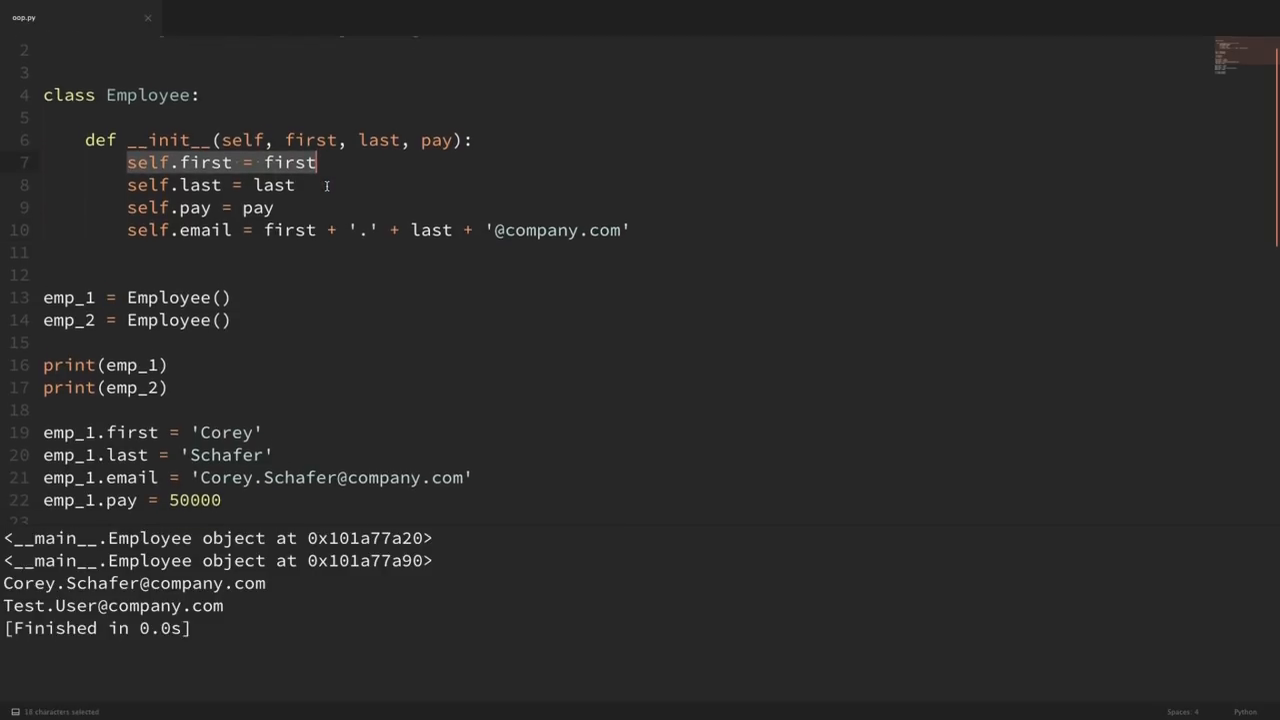 oop.py
2
3
4 class Employee:
5
6 def __init__(self, first, last, pay):
7 self.first = first
8 self.last = last
9 self.pay = pay
10 self.email = first + '.' + last + '@company.com'
11
12
13 emp_1 = Employee()
14 emp_2 = Employee()
15
16 print(emp_1)
17 print(emp_2)
18
19 emp_1.first = 'Corey'
20 emp_1.last = 'Schafer'
21 emp_1.email = 'Corey.Schafer@company.com'
22 emp_1.pay = 50000
23
<__main__.Employee object at 0x101a77a20>
<__main__.Employee object at 0x101a77a90>
Corey.Schafer@company.com
Test.User@company.com
[Finished in 0.0s]
18 characters selected
Spaces: 4
Python